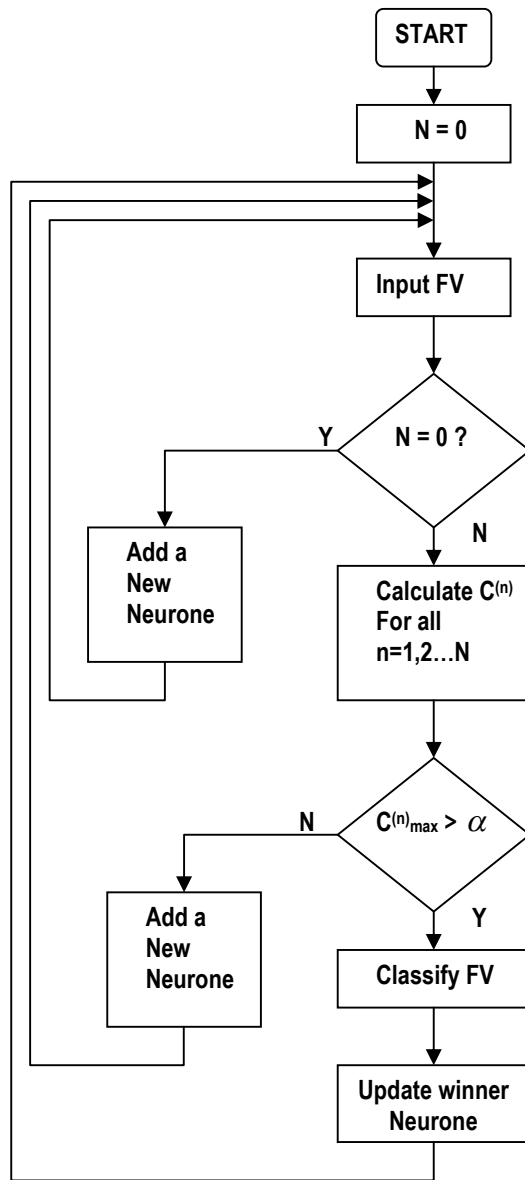 START
N = 0
Input FV
N = 0 ?
Y
N
Add a
New
Neurone
Calculate C⁽ⁿ⁾
For all
n=1,2...N
C⁽ⁿ⁾max > α
N
Y
Add a
New
Neurone
Classify FV
Update winner
Neurone